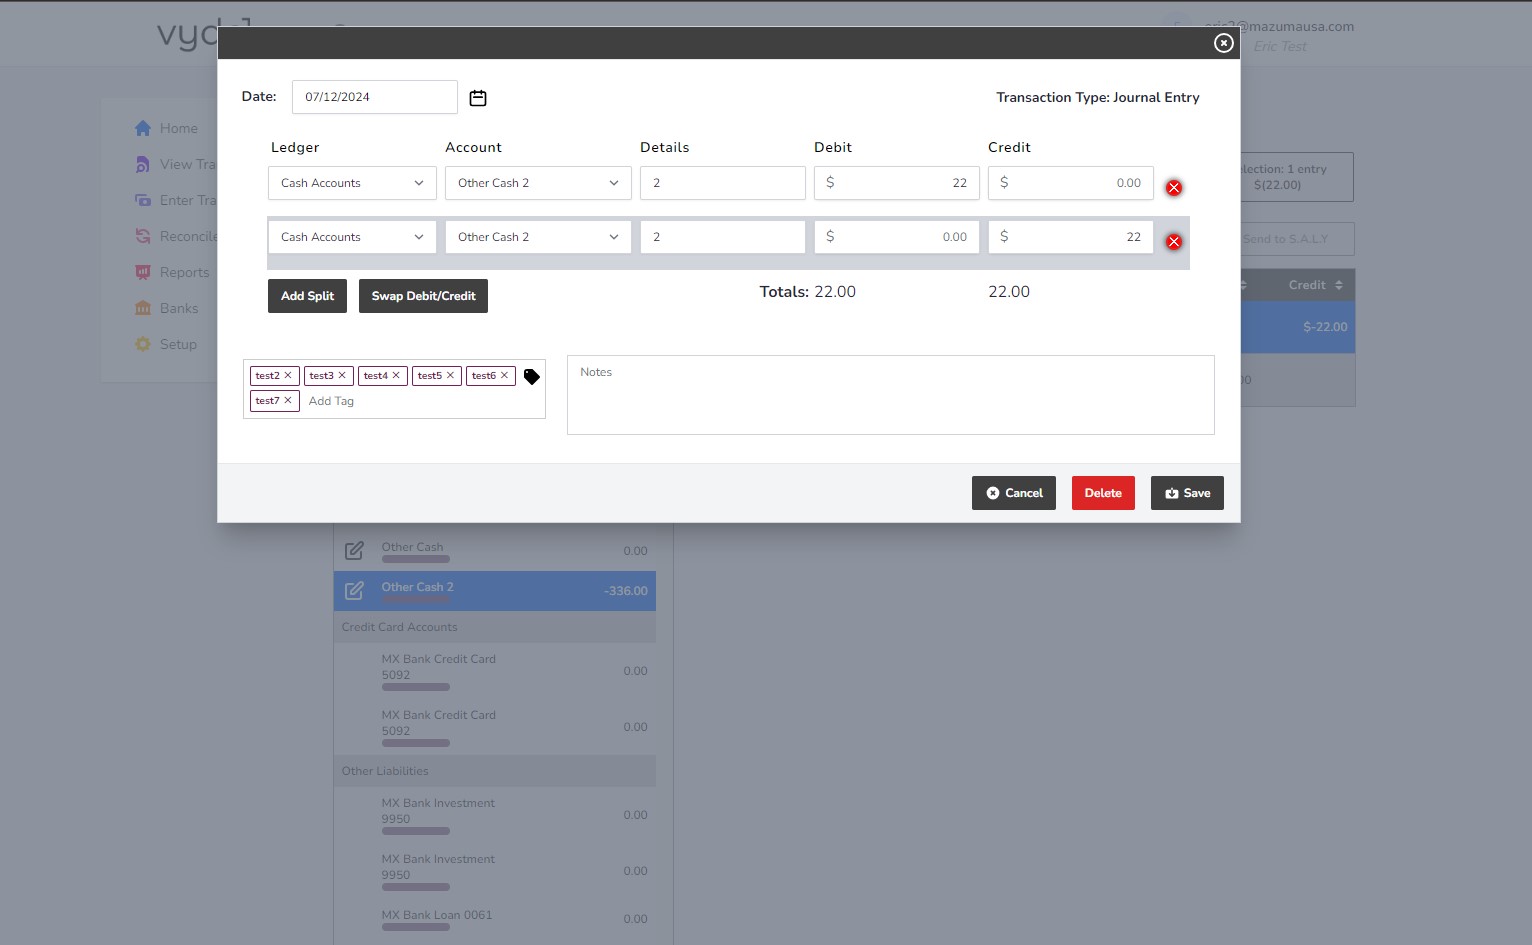 eric2@mazumausa.com
Eric Test
Date:
07/12/2024
Transaction Type: Journal Entry
Home
View Tra
Enter Tra
Reconcile
Reports
Banks
Setup
Ledger Account Details Debit Credit
Cash Accounts Other Cash 2 2 $ 22 $ 0.00
Cash Accounts Other Cash 2 2 $ 0.00 $ 22
Add Split Swap Debit/Credit Totals: 22.00 22.00
test2 × test3 × test4 × test5 × test6 ×
test7 × Add Tag
Notes
Cancel Delete Save
election: 1 entry
$(22.00)
Send to S.A.L.Y
Credit
$-22.00
Other Cash 0.00
Other Cash 2 -336.00
Credit Card Accounts
MX Bank Credit Card
5092 0.00
MX Bank Credit Card
5092 0.00
Other Liabilities
MX Bank Investment
9950 0.00
MX Bank Investment
9950 0.00
MX Bank Loan 0061 0.00